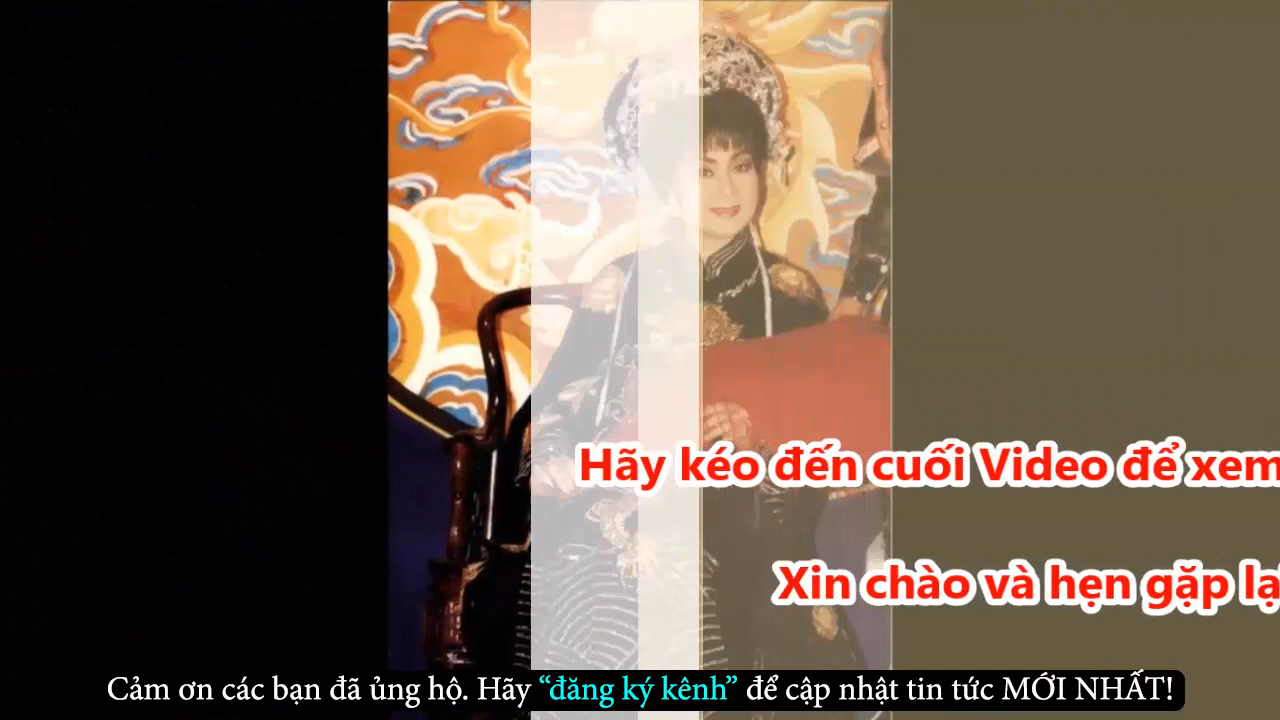 Hãy kéo đến cuối Video để xem
Xin chào và hẹn gặp lạ
Cảm ơn các bạn đã ủng hộ. Hãy “đăng ký kênh” để cập nhật tin tức MỚI NHẤT!